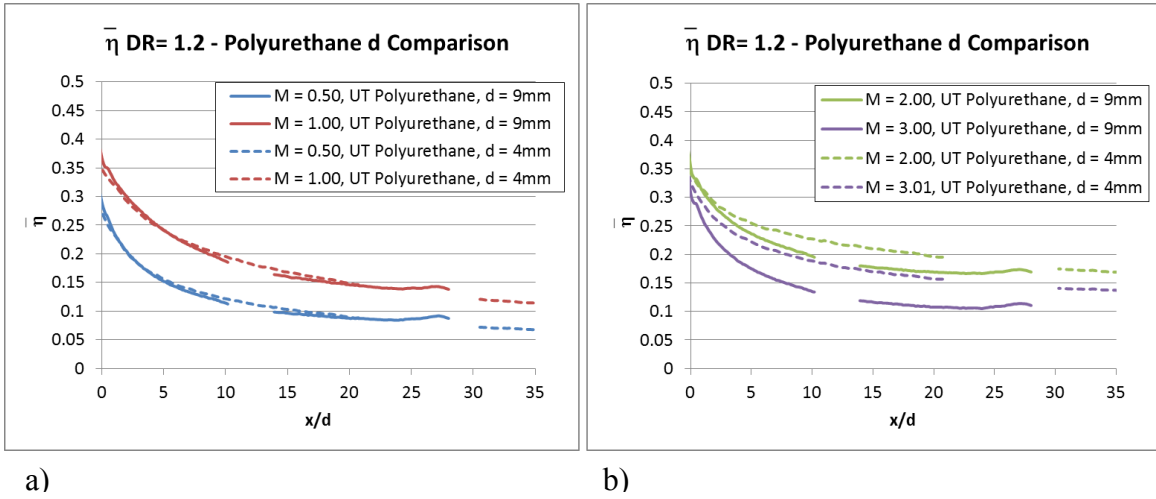 η̅ DR= 1.2 - Polyurethane d Comparison
0.5
0.45
0.4
0.35
0.3
0.25
0.2
0.15
0.1
0.05
0
η̅
M = 0.50, UT Polyurethane, d = 9mm
M = 1.00, UT Polyurethane, d = 9mm
M = 0.50, UT Polyurethane, d = 4mm
M = 1.00, UT Polyurethane, d = 4mm
0 5 10 15 20 25 30 35
x/d
a)
η̅ DR= 1.2 - Polyurethane d Comparison
0.5
0.45
0.4
0.35
0.3
0.25
0.2
0.15
0.1
0.05
0
η̅
M = 2.00, UT Polyurethane, d = 9mm
M = 3.00, UT Polyurethane, d = 9mm
M = 2.00, UT Polyurethane, d = 4mm
M = 3.01, UT Polyurethane, d = 4mm
0 5 10 15 20 25 30 35
x/d
b)